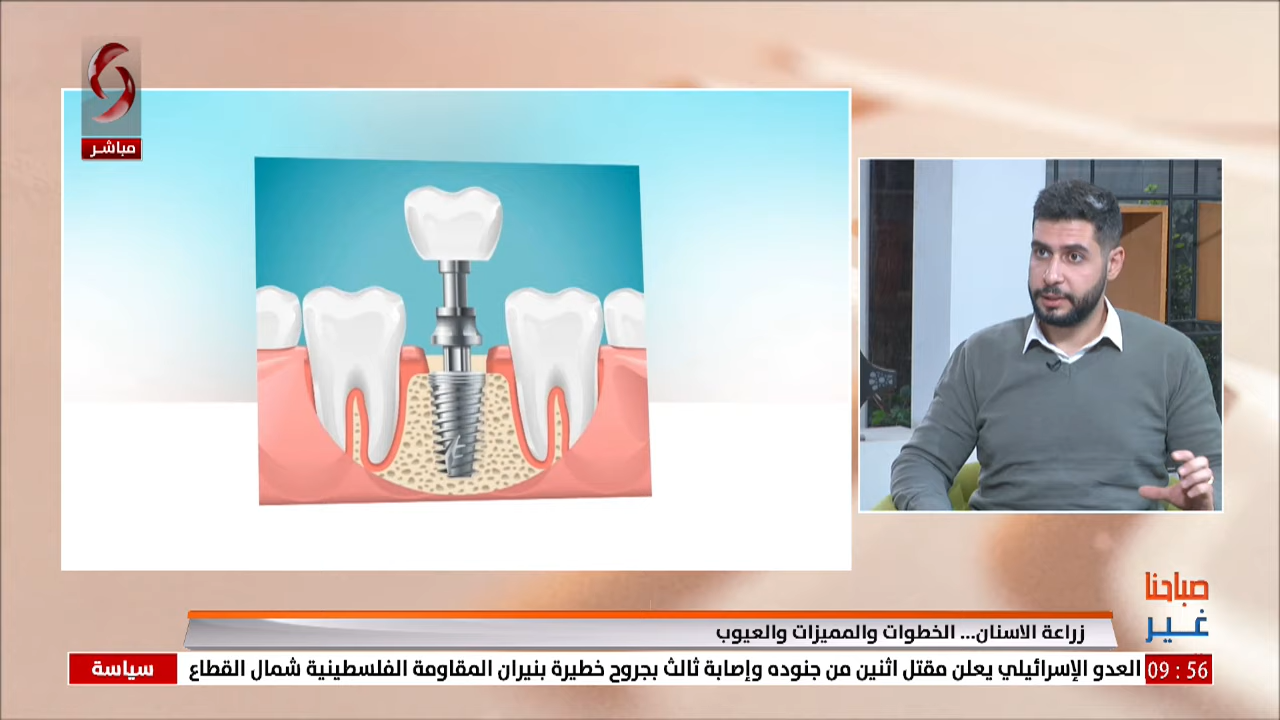 مباشر
صباحنا
غير
زراعة الاسنان... الخطوات والمميزات والعيوب
سياسة
العدو الإسرائيلي يعلن مقتل اثنين من جنوده وإصابة ثالث بجروح خطيرة بنيران المقاومة الفلسطينية شمال القطاع
09 : 56